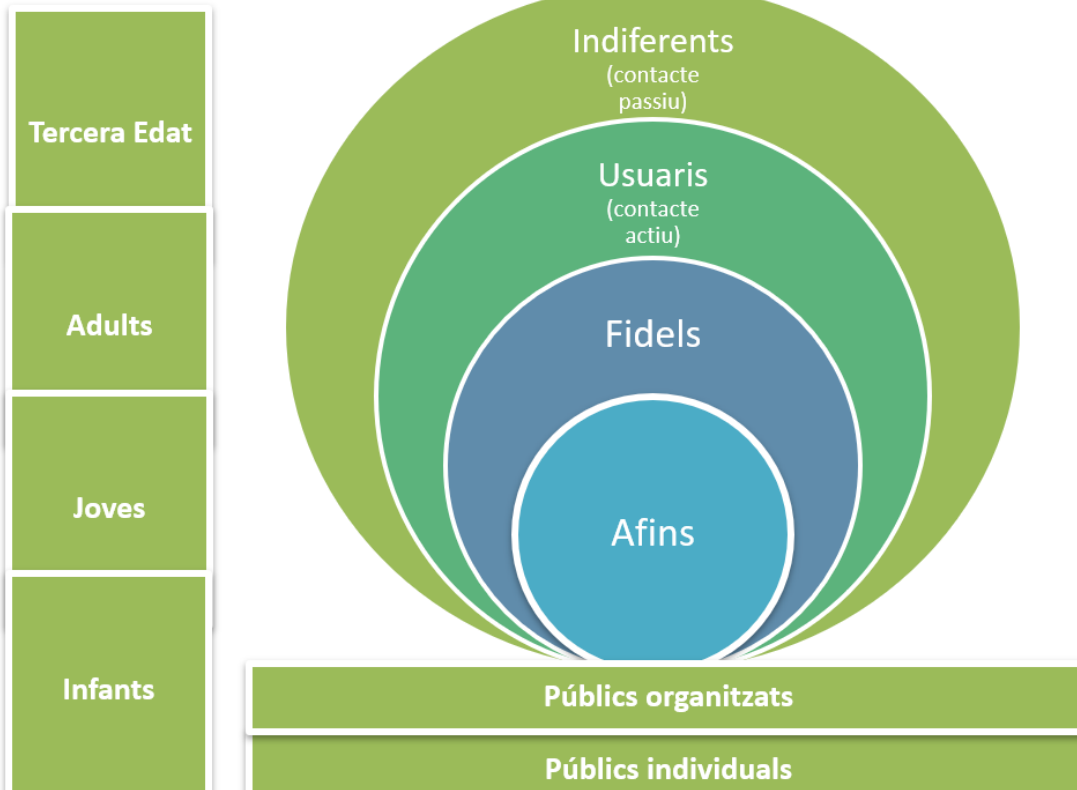 Tercera Edat
Adults
Joves
Infants
Indiferents
(contacte
passiu)
Usuaris
(contacte
actiu)
Fidels
Afins
Públics organitzats
Públics individuals